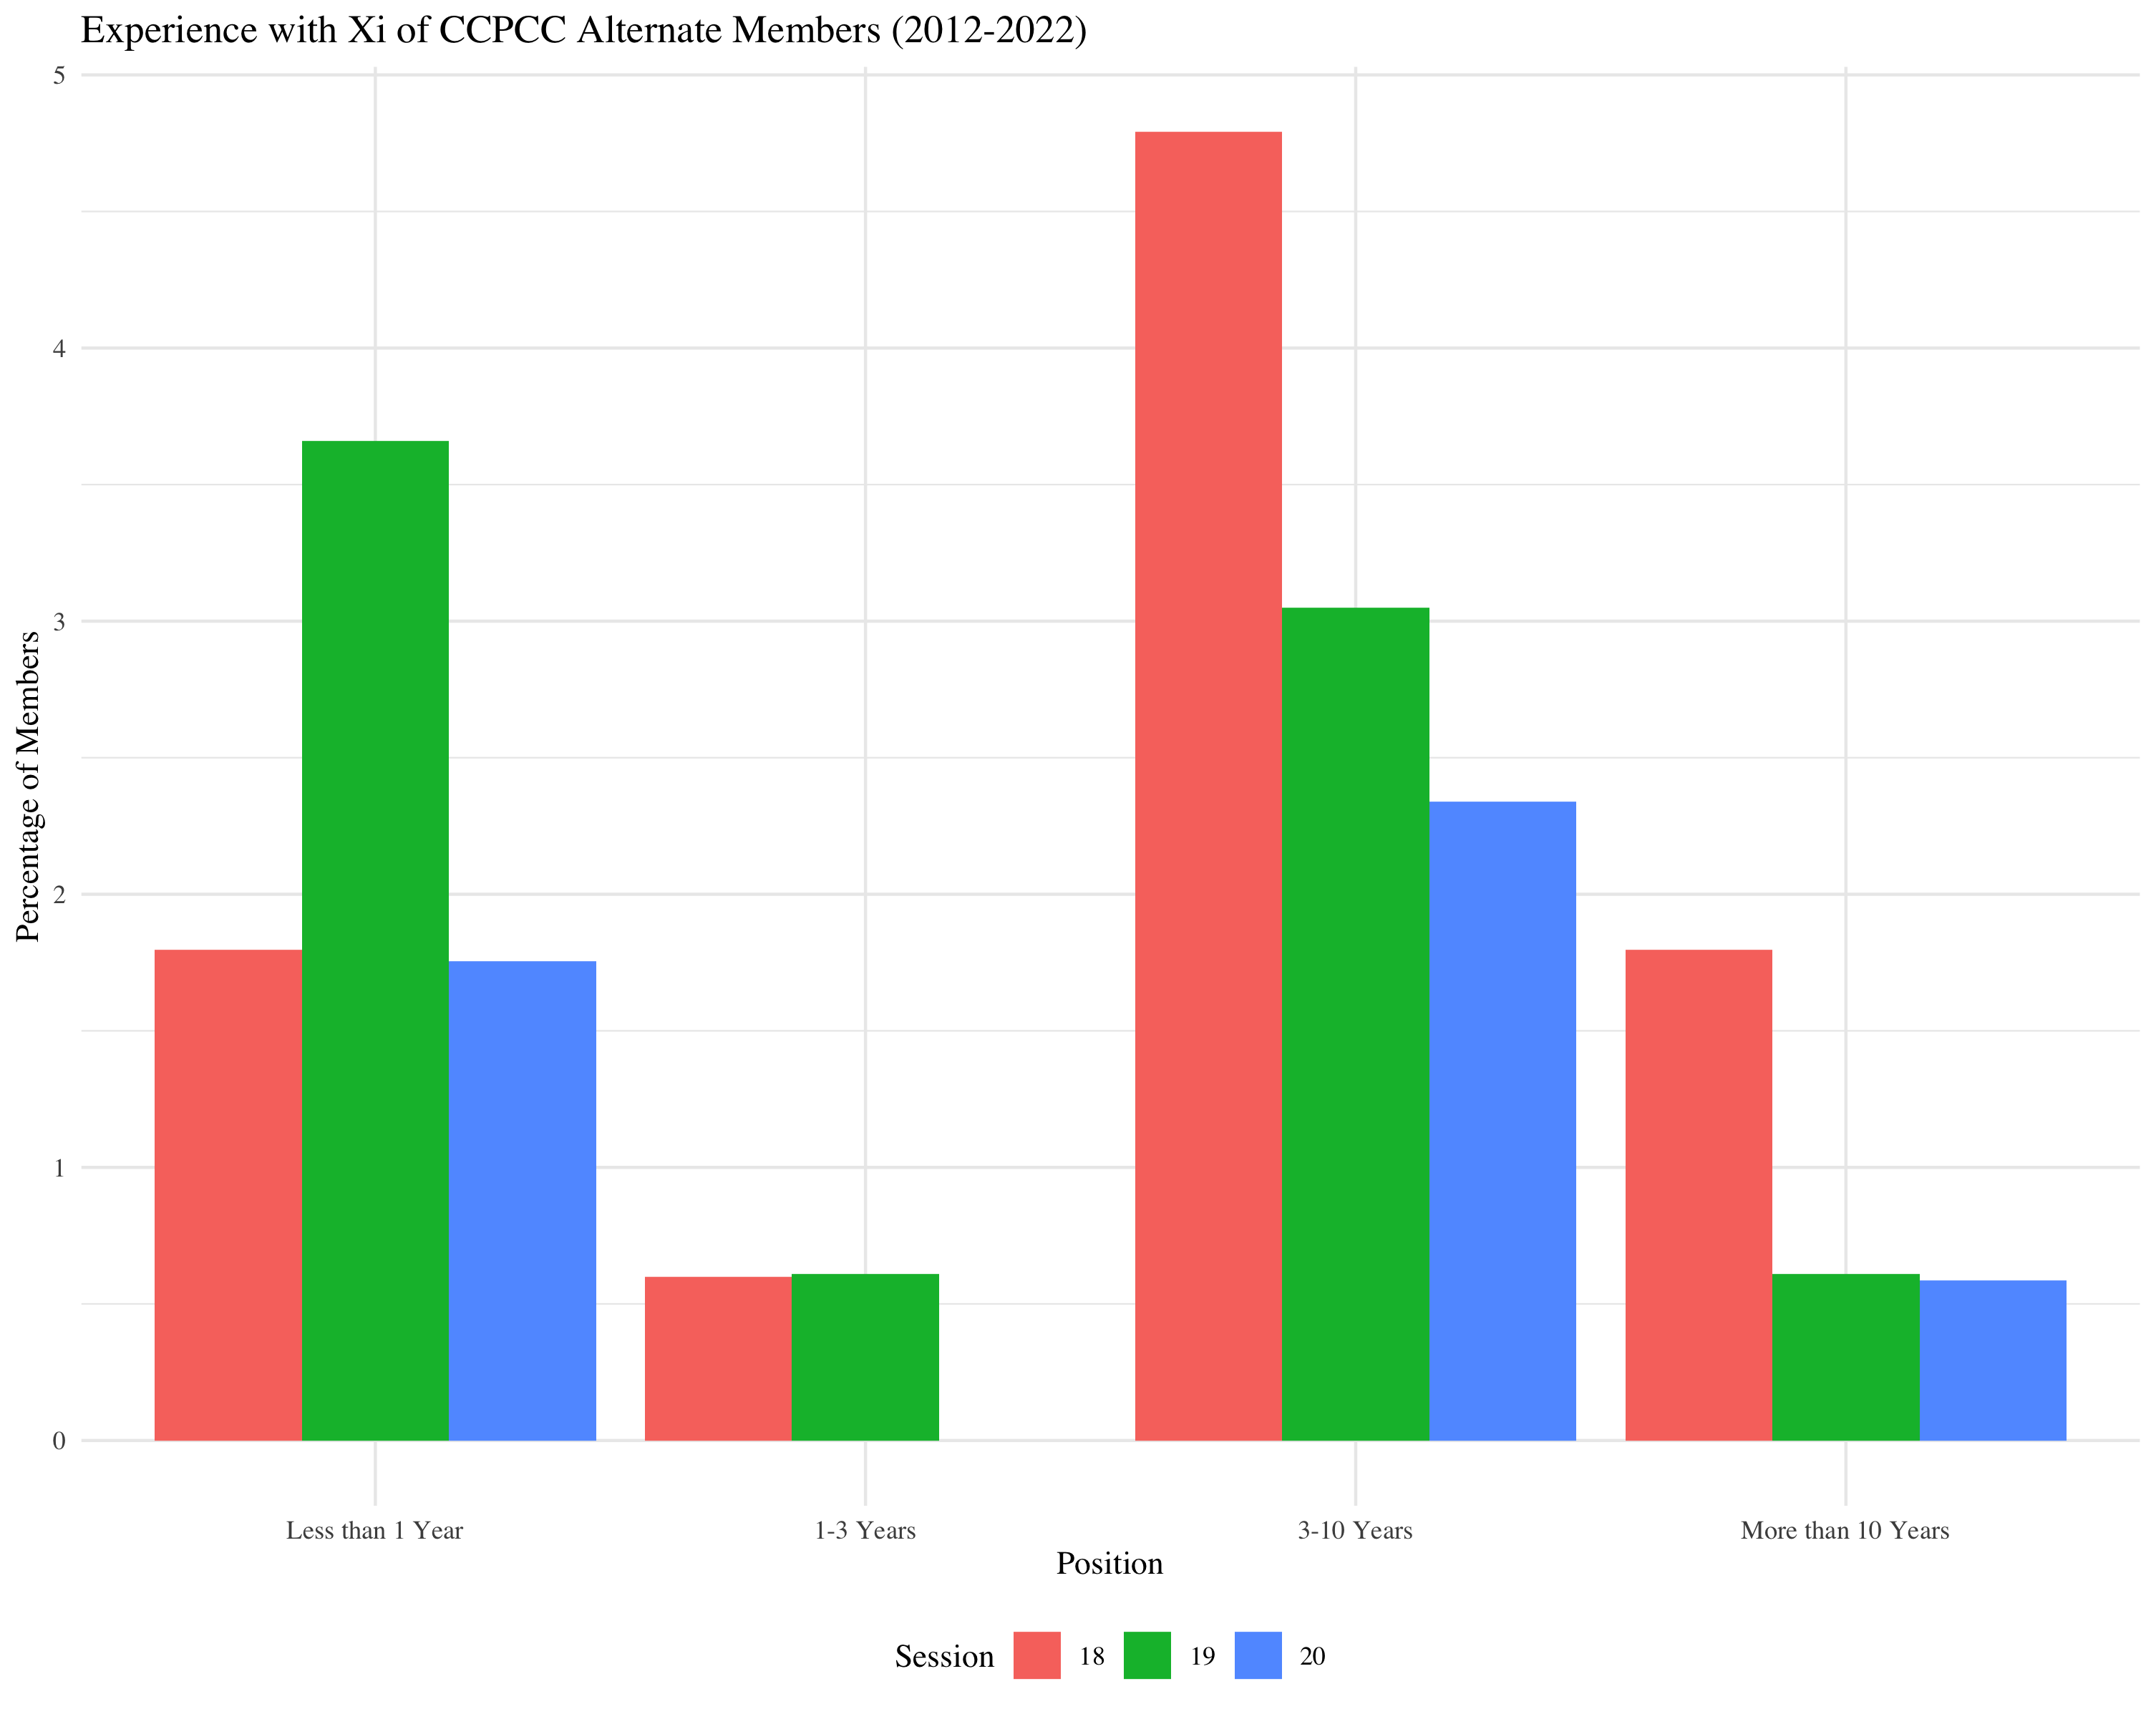 Experience with Xi of CCPCC Alternate Members (2012-2022)
5
4
3
2
1
0
Percentage of Members
Less than 1 Year
1-3 Years
3-10 Years
More than 10 Years
Position
Session 18 19 20